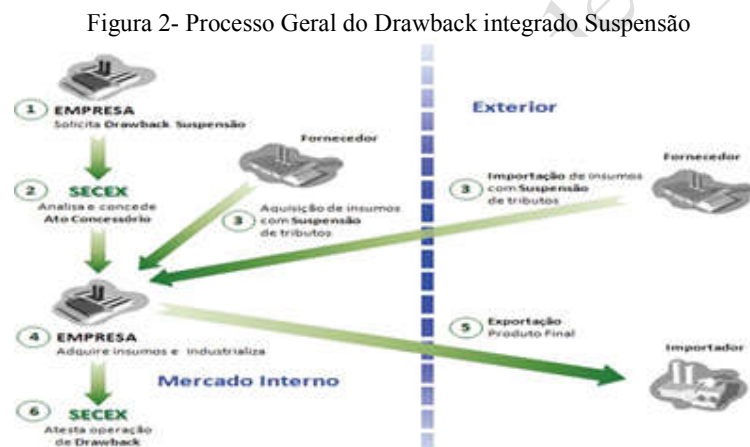 Figura 2- Processo Geral do Drawback integrado Suspensão
1
EMPRESA
Solicita Drawback Suspensão
2
SECEX
Analisa e concede
Ato Concessório
Fornecedor
3
Aquisição de insumos
com Suspensão
de tributos
Exterior
Fornecedor
3
Importação de insumos
com Suspensão
de tributos
4
EMPRESA
Adquire insumos e industrializa
5
Exportação
Produto Final
Importador
Mercado Interno
6
SECEX
Atesta operação
de Drawback